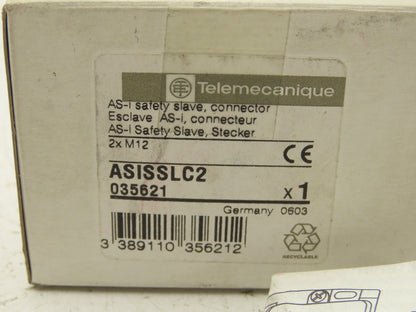 Telemecanique
AS-i safety slave, connector
Esclave AS-i, connecteur
AS-i Safety Slave, Stecker
2x M12
CE
ASISSLC2
035621 x 1
Germany 0603
3 389110 356212
RECYCLABLE